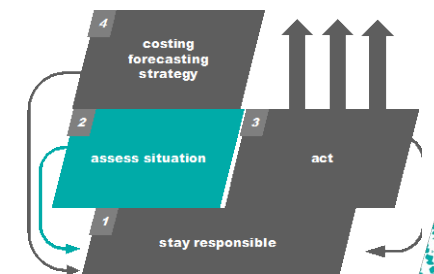 4
costing
forecasting
strategy
2
assess situation
3
act
1
stay responsible